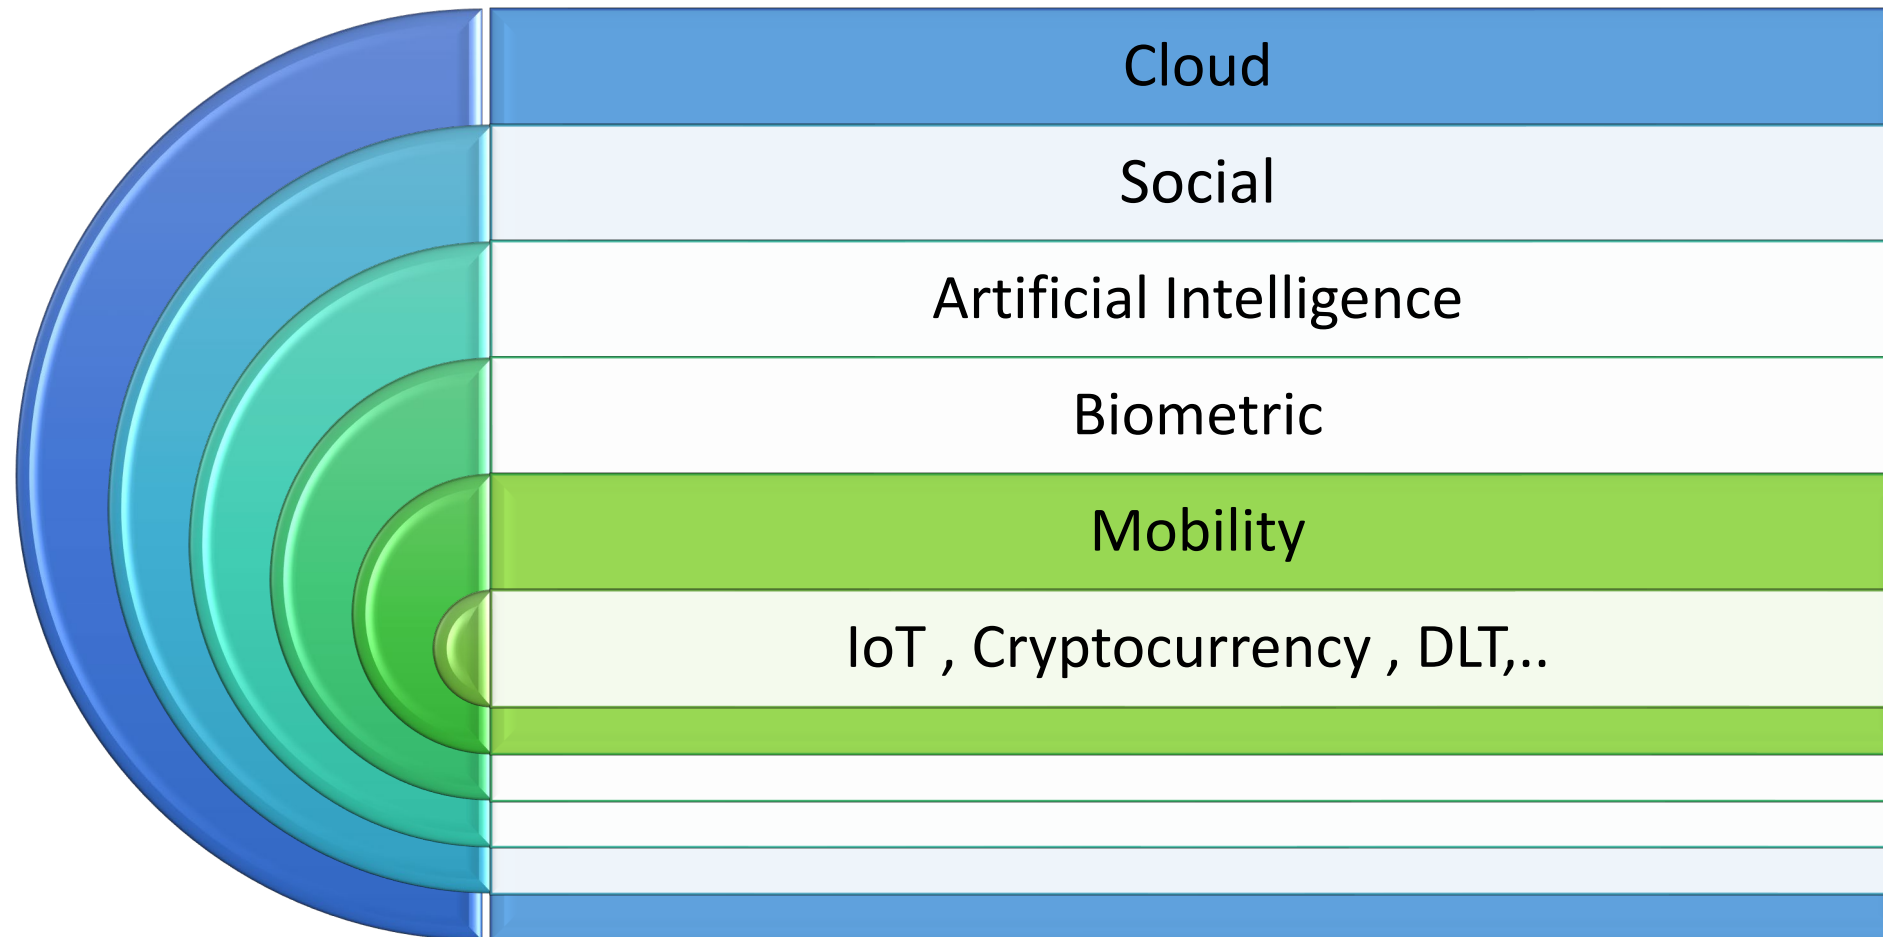 Cloud
Social
Artificial Intelligence
Biometric
Mobility
IoT , Cryptocurrency , DLT,..